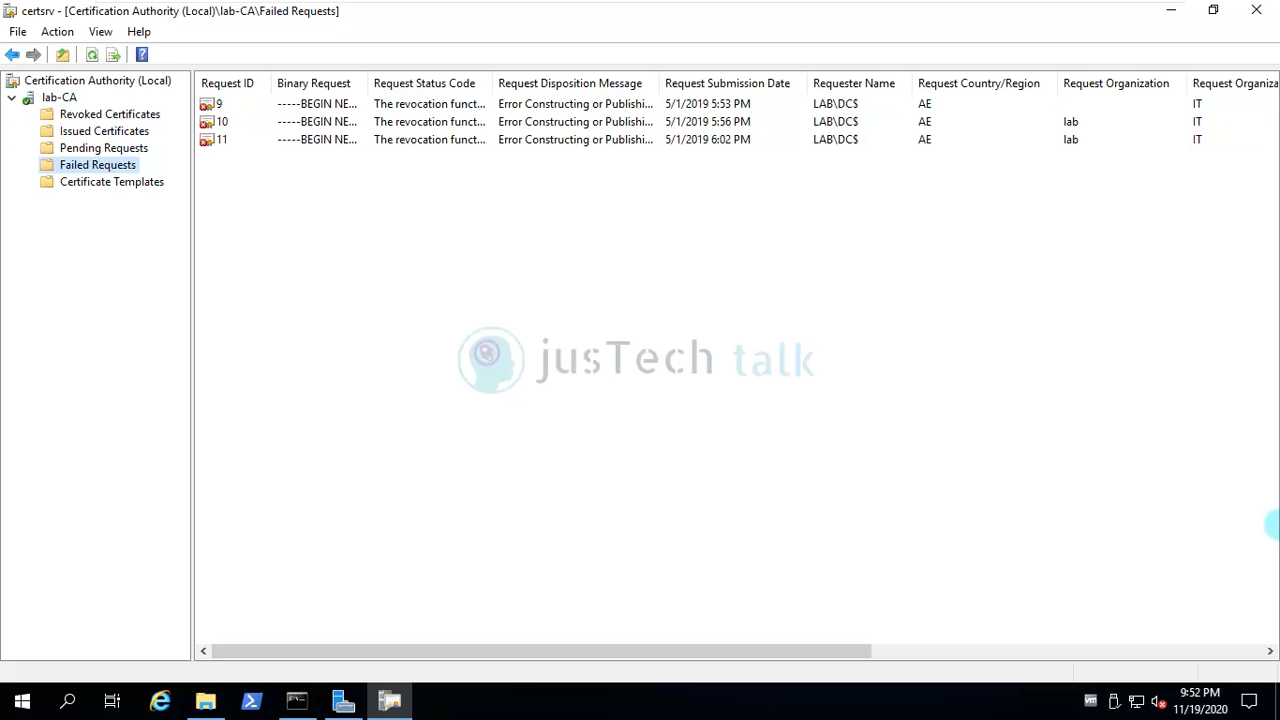 certsrv - [Certification Authority (Local)\lab-CA\Failed Requests]
File Action View Help
Certification Authority (Local)
lab-CA
Revoked Certificates
Issued Certificates
Pending Requests
Failed Requests
Certificate Templates
Request ID Binary Request Request Status Code Request Disposition Message Request Submission Date Requester Name Request Country/Region Request Organization Request Organiza
9 -----BEGIN NE... The revocation funct... Error Constructing or Publishi... 5/1/2019 5:53 PM LAB\DC$ AE IT
10 -----BEGIN NE... The revocation funct... Error Constructing or Publishi... 5/1/2019 5:56 PM LAB\DC$ AE lab IT
11 -----BEGIN NE... The revocation funct... Error Constructing or Publishi... 5/1/2019 6:02 PM LAB\DC$ AE lab IT
jusTech talk
vm
9:52 PM
11/19/2020